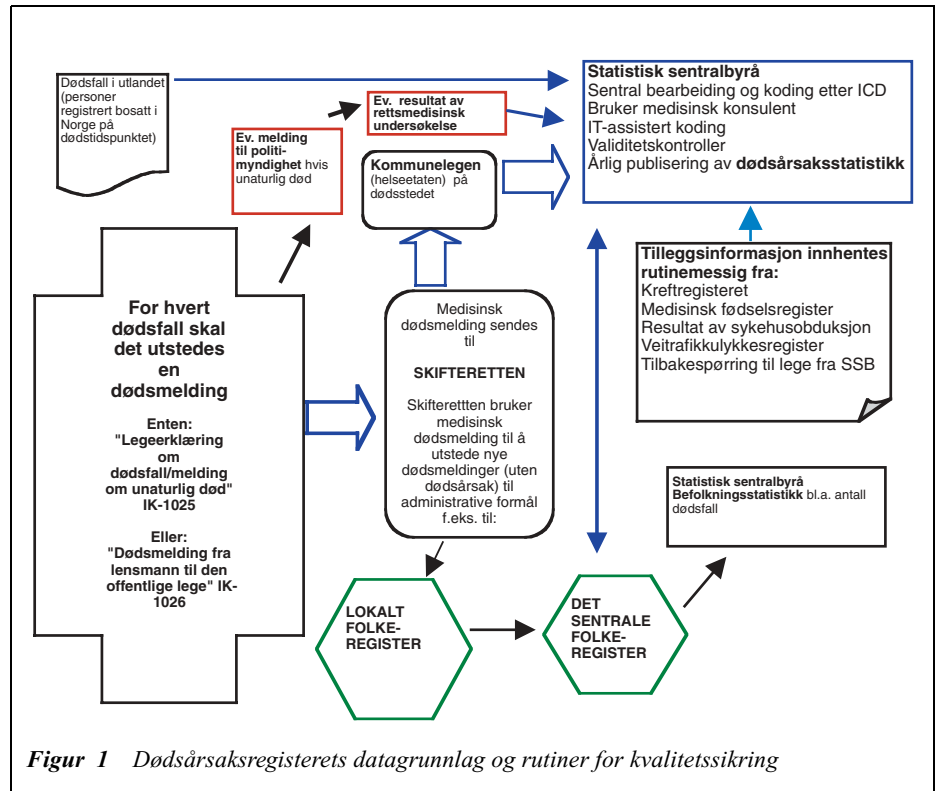 Dødsfall i utlandet
(personer
registrert bosatt i
Norge på
dødstidspunktet)
Ev. melding
til politi-
myndighet hvis
unaturlig død
Ev. resultat av
rettsmedisinsk
undersøkelse
Kommunelegen
(helseetaten) på
dødsstedet
Statistisk sentralbyrå
Sentral bearbeiding og koding etter ICD
Bruker medisinsk konsulent
IT-assistert koding
Validitetskontroller
Årlig publisering av dødsårsaksstatistikk
Tilleggsinformasjon innhentes
rutinemessig fra:
Kreftregisteret
Medisinsk fødselsregister
Resultat av sykehusobduksjon
Veitrafikkulykkesregister
Tilbakespørring til lege fra SSB
For hvert
dødsfall skal
det utstedes
en
dødsmelding
Enten:
"Legeerklæring
om
dødsfall/melding
om unaturlig død"
IK-1025
Eller:
"Dødsmelding fra
lensmann til den
offentlige lege" IK-
1026
Medisinsk
dødsmelding sendes
til
SKIFTERETTEN
Skifterettten bruker
medisinsk
dødsmelding til å
utstede nye
dødsmeldinger (uten
dødsårsak) til
administrative formål
f.eks. til:
Statistisk sentralbyrå
Befolkningsstatistikk bl.a. antall
dødsfall
LOKALT
FOLKE-
REGISTER
DET
SENTRALE
FOLKE-
REGISTER
Figur 1 Dødsårsaksregisterets datagrunnlag og rutiner for kvalitetssikring